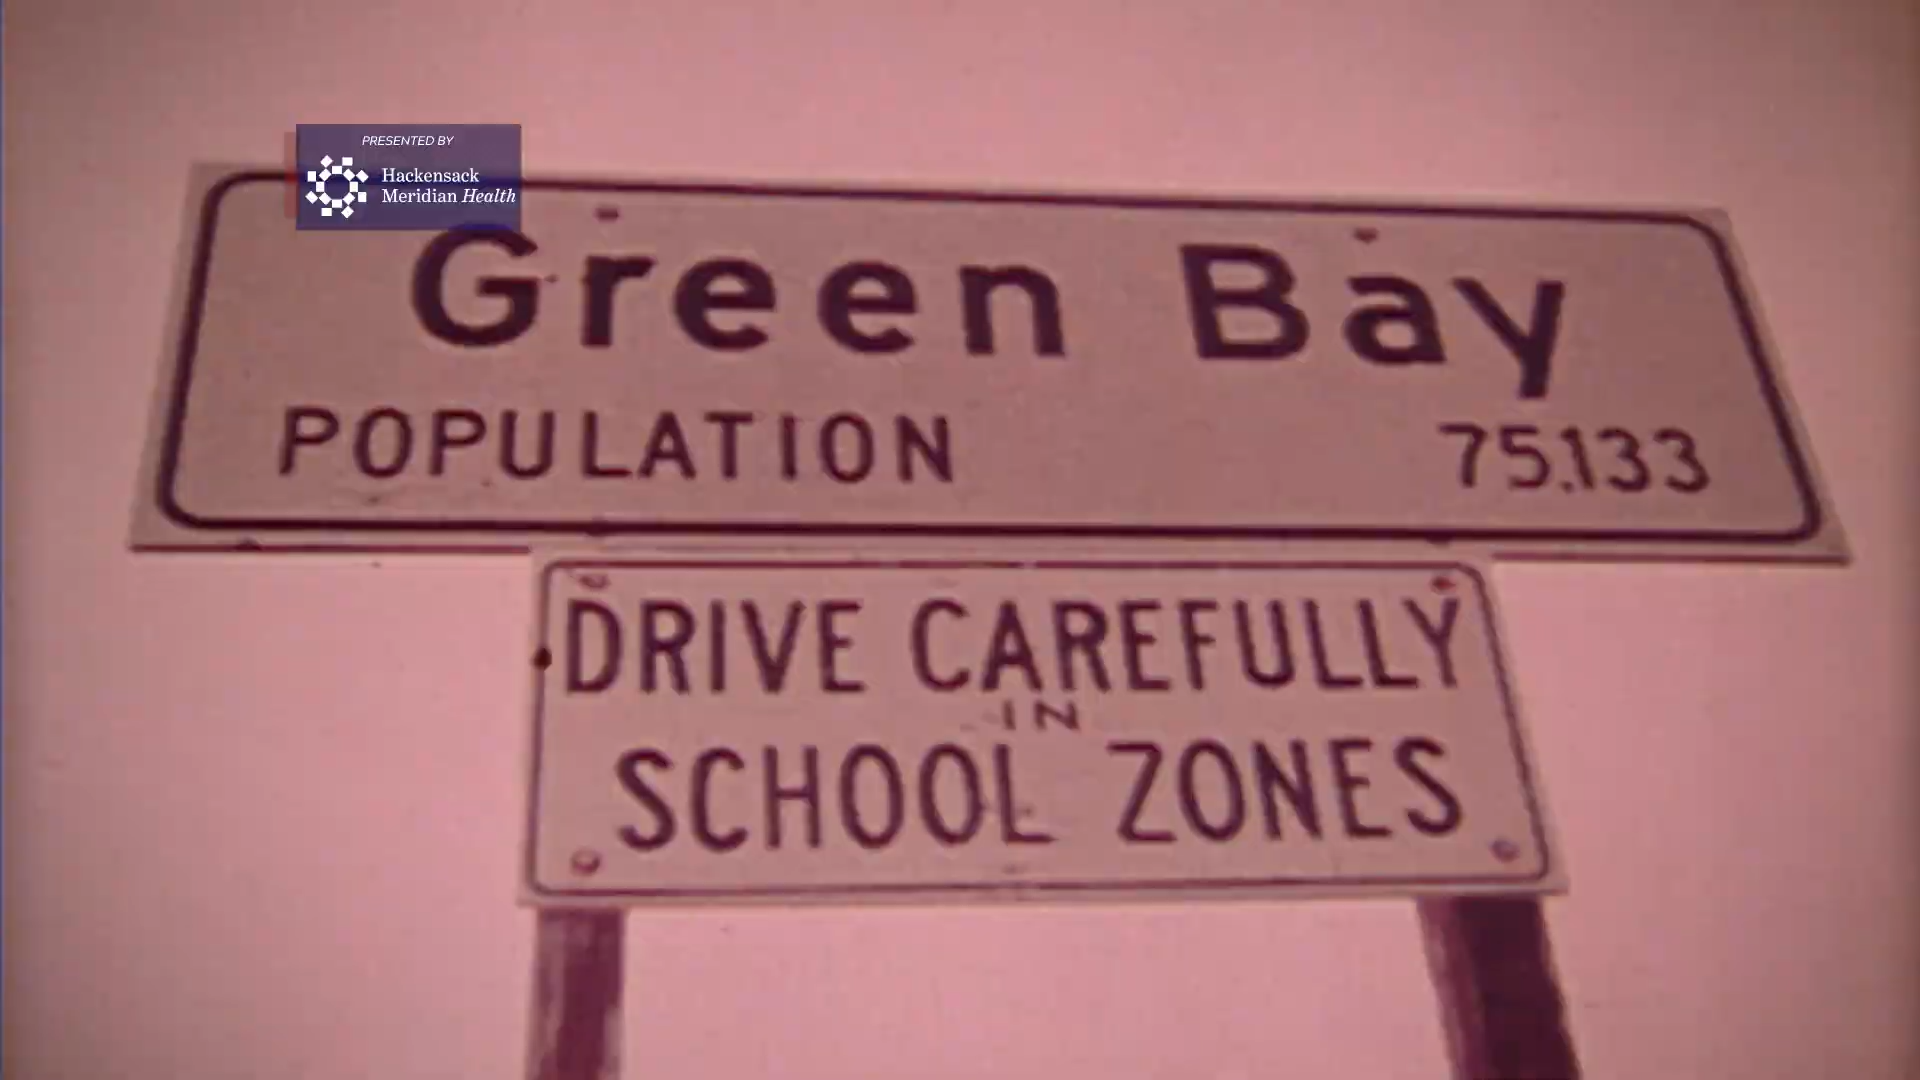 PRESENTED BY
Hackensack
Meridian Health
Green Bay
POPULATION 75,133
DRIVE CAREFULLY
IN
SCHOOL ZONES